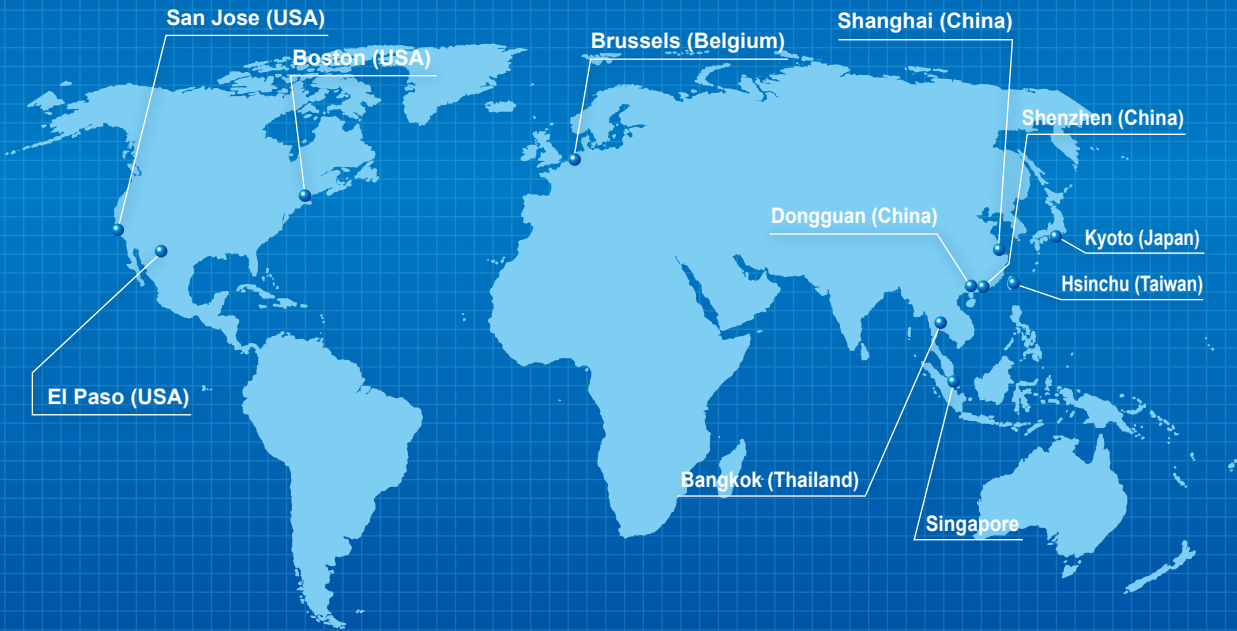 San Jose (USA)
Shanghai (China)
Brussels (Belgium)
Boston (USA)
Shenzhen (China)
Dongguan (China)
Kyoto (Japan)
Hsinchu (Taiwan)
El Paso (USA)
Bangkok (Thailand)
Singapore